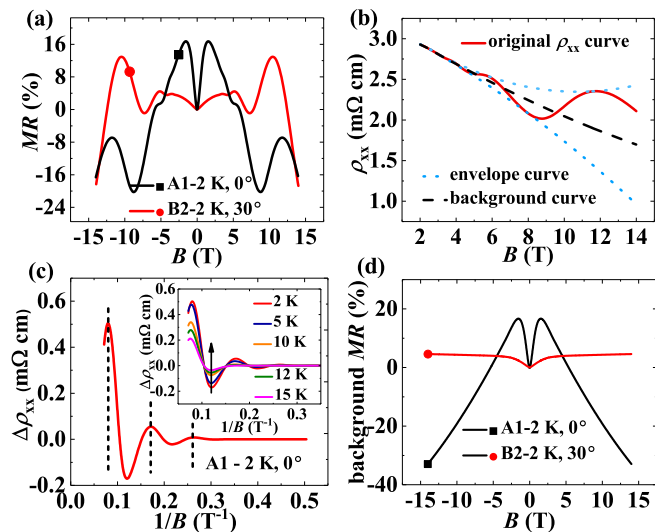 (a)
MR (%)
16
8
0
-8
-16
-24
A1-2 K, 0°
B2-2 K, 30°
-15 -10 -5 0 5 10 15
B (T)
(b)
ρxx (mΩ cm)
3.0
2.5
2.0
1.5
1.0
original ρxx curve
envelope curve
background curve
2 4 6 8 10 12 14
B (T)
(c)
Δρxx (mΩ cm)
0.6
0.4
0.2
0.0
-0.2
0.4
0.2
0.0
-0.2
Δρxx (mΩ cm)
2 K
5 K
10 K
12 K
15 K
0.1 0.2 0.3
1/B (T-1)
A1 - 2 K, 0°
0.0 0.1 0.2 0.3 0.4 0.5
1/B (T-1)
(d)
background MR (%)
20
0
-20
-40
A1-2 K, 0°
B2-2 K, 30°
-15 -10 -5 0 5 10 15
B (T)